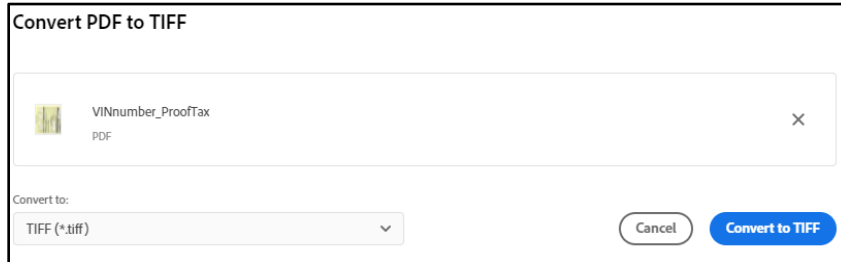 Convert PDF to TIFF
VINnumber_ProofTax
PDF
Convert to:
TIFF (*.tiff)
Cancel
Convert to TIFF